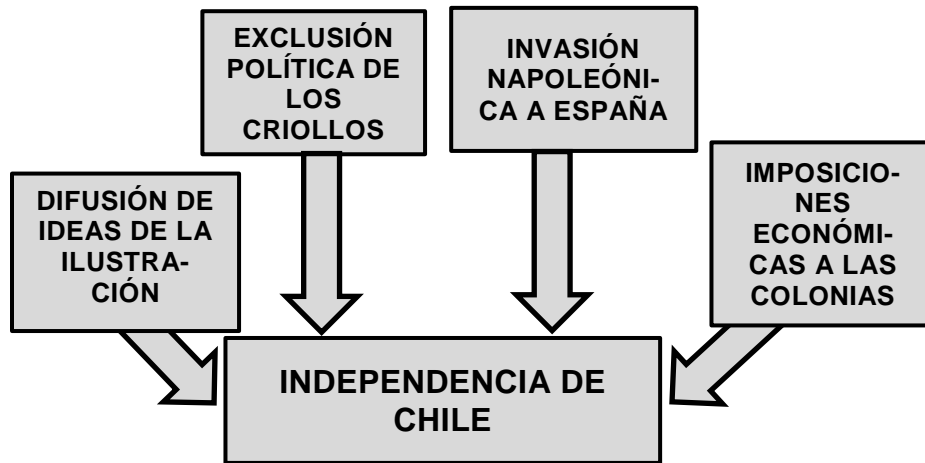 EXCLUSIÓN
POLÍTICA DE
LOS
CRIOLLOS
INVASIÓN
NAPOLEÓNI-
CA A ESPAÑA
DIFUSIÓN DE
IDEAS DE LA
ILUSTRA-
CIÓN
IMPOSICIO-
NES
ECONÓMI-
CAS A LAS
COLONIAS
INDEPENDENCIA DE
CHILE